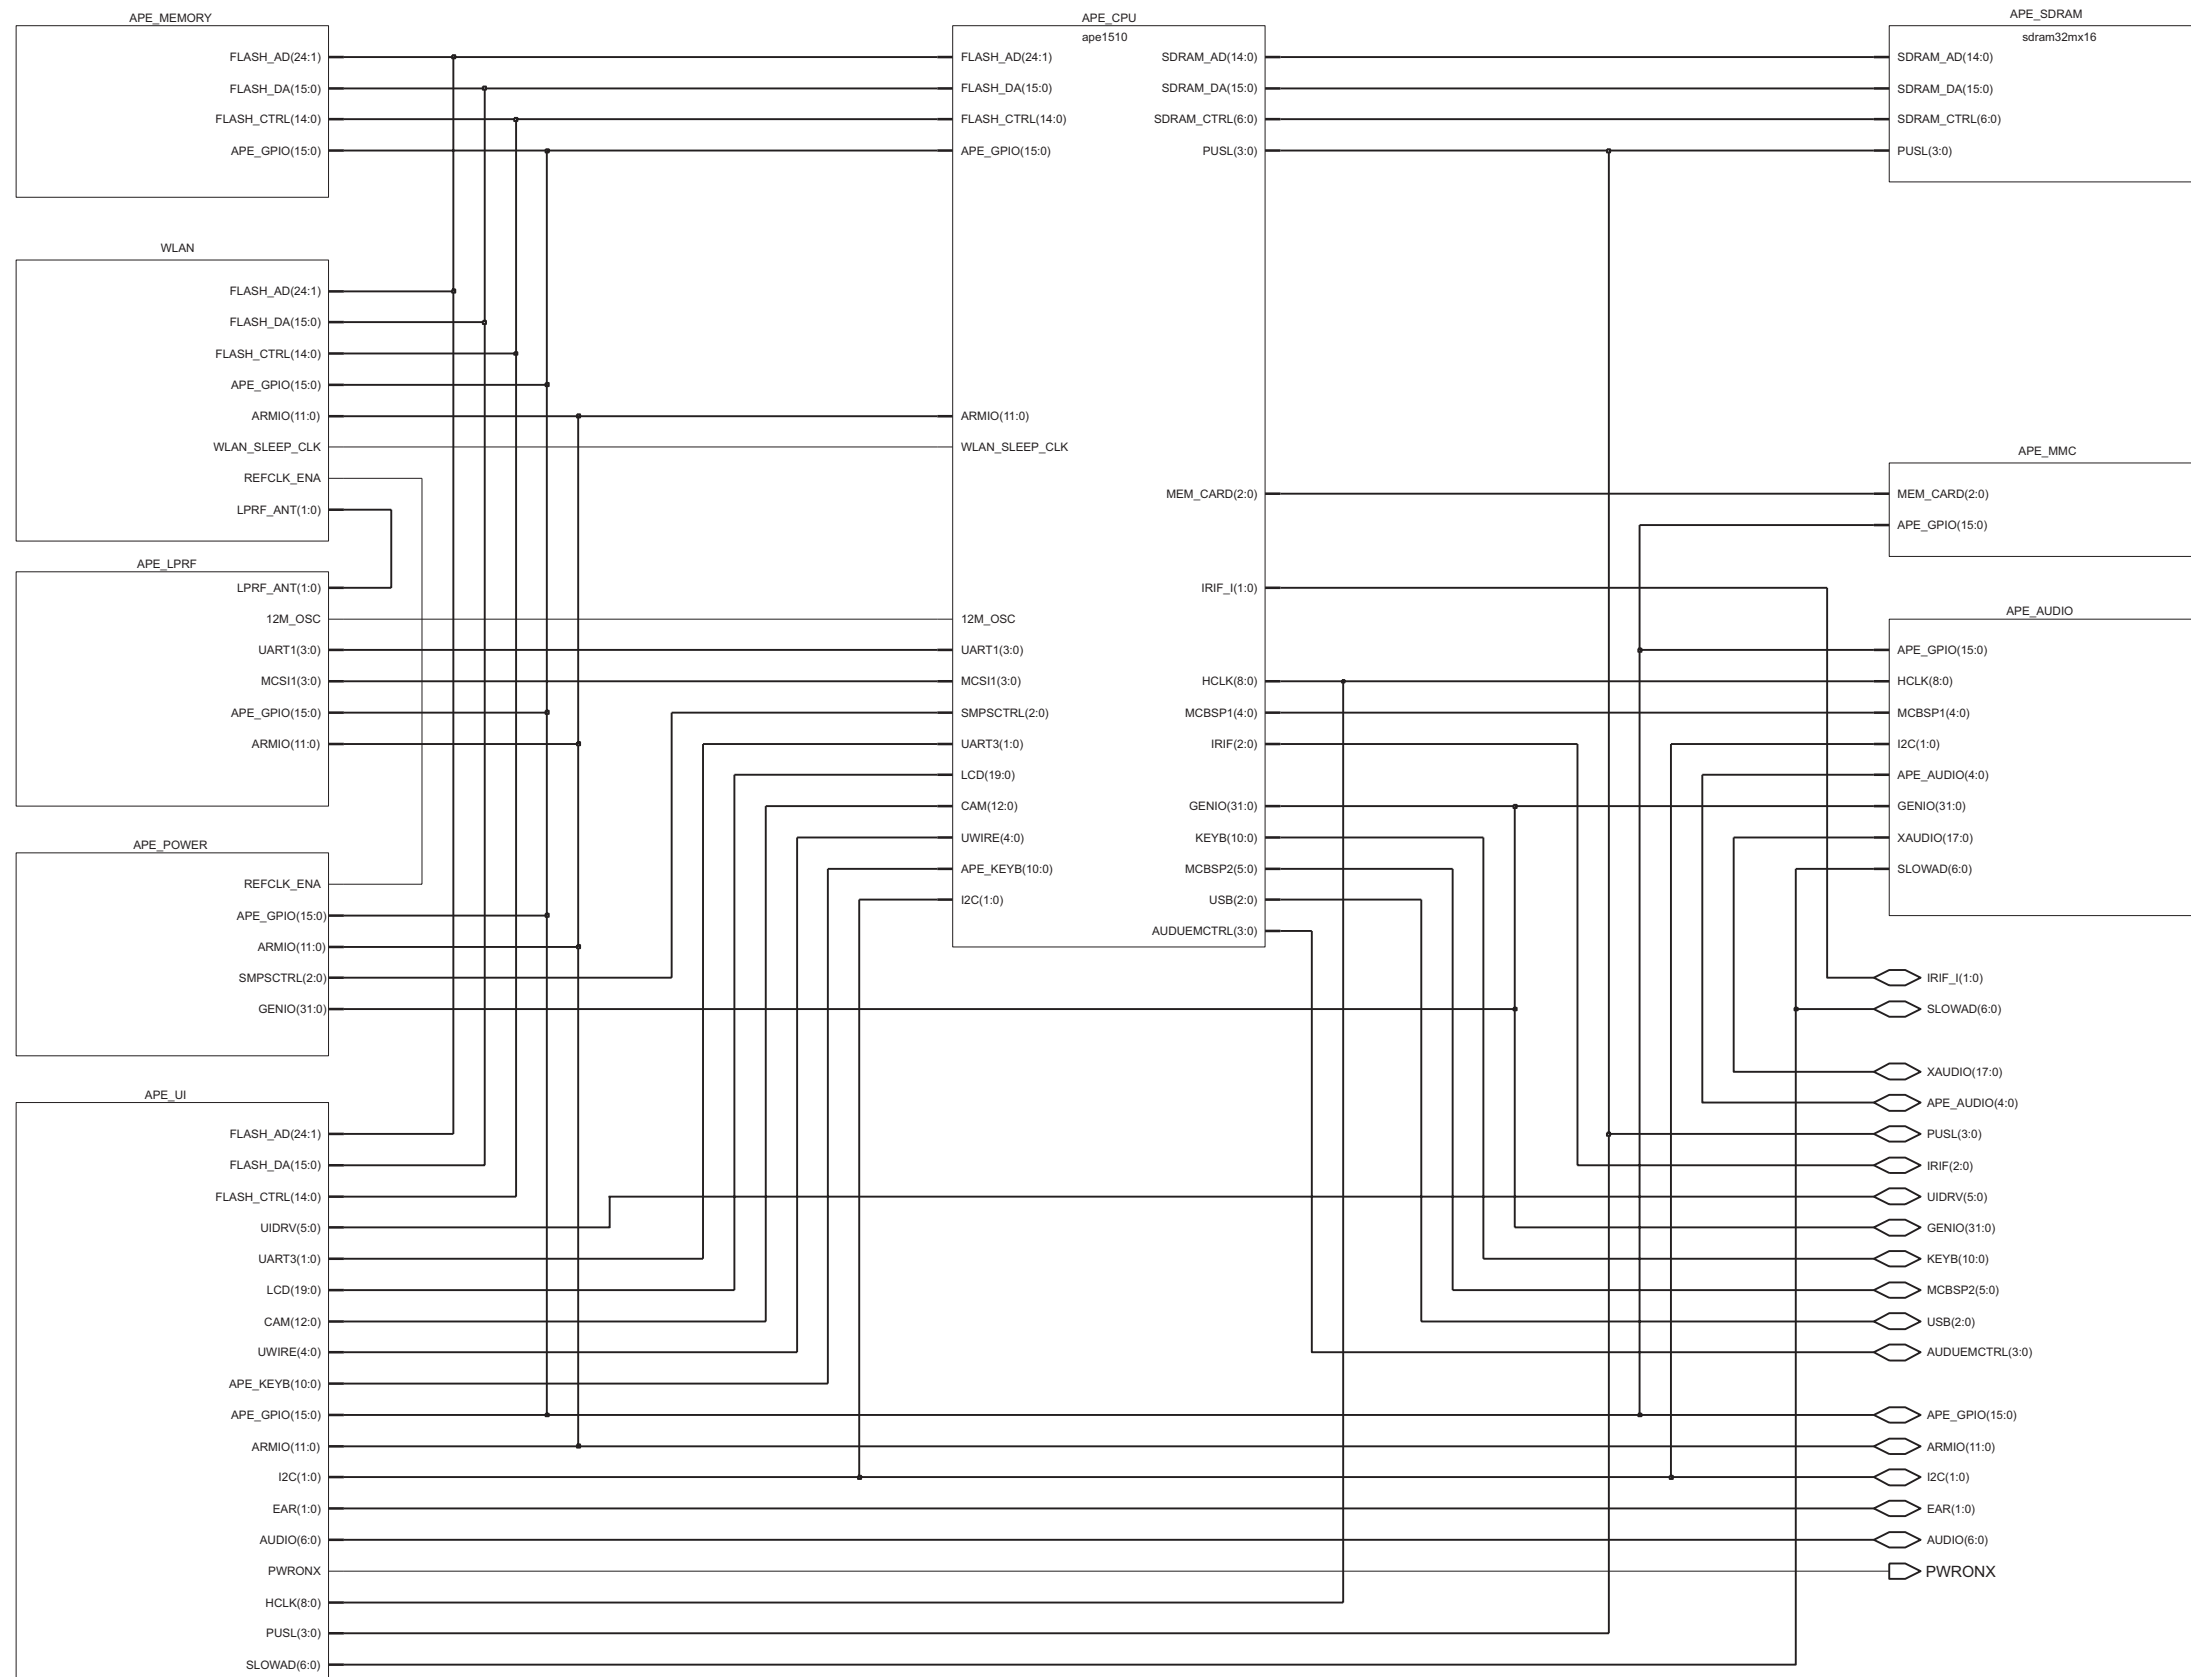 APE_MEMORY
FLASH_AD(24:1)
FLASH_DA(15:0)
FLASH_CTRL(14:0)
APE_GPIO(15:0)
WLAN
FLASH_AD(24:1)
FLASH_DA(15:0)
FLASH_CTRL(14:0)
APE_GPIO(15:0)
ARMIO(11:0)
WLAN_SLEEP_CLK
REFCLK_ENA
LPRF_ANT(1:0)
APE_LPRF
LPRF_ANT(1:0)
12M_OSC
UART1(3:0)
MCSI1(3:0)
APE_GPIO(15:0)
ARMIO(11:0)
APE_POWER
REFCLK_ENA
APE_GPIO(15:0)
ARMIO(11:0)
SMPSCTRL(2:0)
GENIO(31:0)
APE_UI
FLASH_AD(24:1)
FLASH_DA(15:0)
FLASH_CTRL(14:0)
UIDRV(5:0)
UART3(1:0)
LCD(19:0)
CAM(12:0)
UWIRE(4:0)
APE_KEYB(10:0)
APE_GPIO(15:0)
ARMIO(11:0)
I2C(1:0)
EAR(1:0)
AUDIO(6:0)
PWRONX
HCLK(8:0)
PUSL(3:0)
SLOWAD(6:0)
APE_CPU
ape1510
FLASH_AD(24:1)
FLASH_DA(15:0)
FLASH_CTRL(14:0)
APE_GPIO(15:0)
ARMIO(11:0)
WLAN_SLEEP_CLK
12M_OSC
UART1(3:0)
MCSI1(3:0)
SMPSCTRL(2:0)
UART3(1:0)
LCD(19:0)
CAM(12:0)
UWIRE(4:0)
APE_KEYB(10:0)
I2C(1:0)
SDRAM_AD(14:0)
SDRAM_DA(15:0)
SDRAM_CTRL(6:0)
PUSL(3:0)
MEM_CARD(2:0)
IRIF_I(1:0)
HCLK(8:0)
MCBSP1(4:0)
IRIF(2:0)
GENIO(31:0)
KEYB(10:0)
MCBSP2(5:0)
USB(2:0)
AUDUEMCTRL(3:0)
APE_SDRAM
sdram32mx16
SDRAM_AD(14:0)
SDRAM_DA(15:0)
SDRAM_CTRL(6:0)
PUSL(3:0)
APE_MMC
MEM_CARD(2:0)
APE_GPIO(15:0)
APE_AUDIO
APE_GPIO(15:0)
HCLK(8:0)
MCBSP1(4:0)
I2C(1:0)
APE_AUDIO(4:0)
GENIO(31:0)
XAUDIO(17:0)
SLOWAD(6:0)
IRIF_I(1:0)
SLOWAD(6:0)
XAUDIO(17:0)
APE_AUDIO(4:0)
PUSL(3:0)
IRIF(2:0)
UIDRV(5:0)
GENIO(31:0)
KEYB(10:0)
MCBSP2(5:0)
USB(2:0)
AUDUEMCTRL(3:0)
APE_GPIO(15:0)
ARMIO(11:0)
I2C(1:0)
EAR(1:0)
AUDIO(6:0)
PWRONX